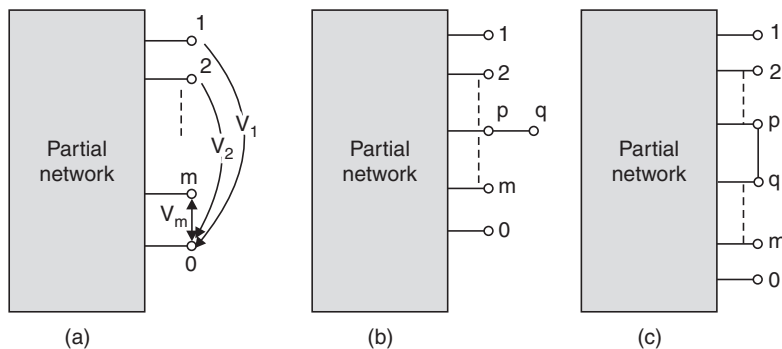 1
2
V1
V2
Partial
network
m
Vm
0
(a)
1
2
p q
Partial
network
m
0
(b)
1
2
p
Partial
network
q
m
0
(c)